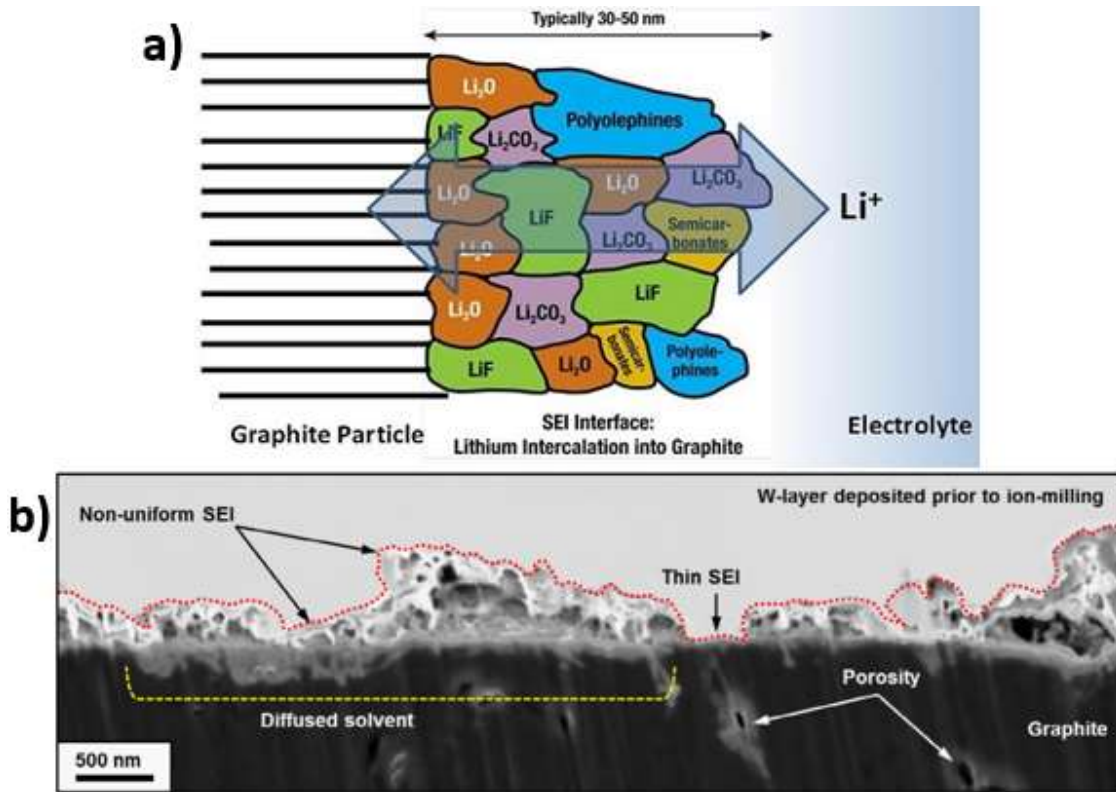 Typically 30-50 nm
a)
Li₂O
Polyolephines
LiF
Li₂CO₃
Li₂O
Li₂O
Li₂CO₃
Li⁺
LiF
Semicar-
bonates
Li₂O
Li₂CO₃
Li₂O
Li₂CO₃
LiF
Semicar-
bonates
Polyole-
phines
LiF
Li₂O
Graphite Particle
SEI Interface:
Lithium Intercalation into Graphite
Electrolyte
b)
Non-uniform SEI
W-layer deposited prior to ion-milling
Thin SEI
Porosity
Diffused solvent
Graphite
500 nm